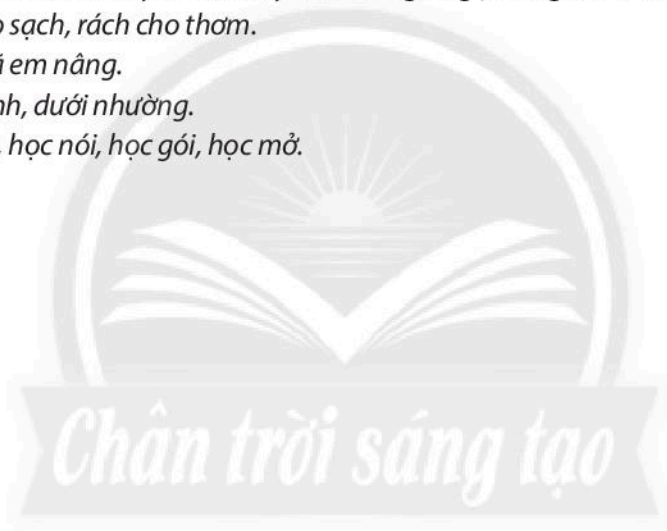 sạch, rách cho thơm.
em nâng.
dưới nhường.
học nói, học gói, học mở.
Chân trời sáng tạo